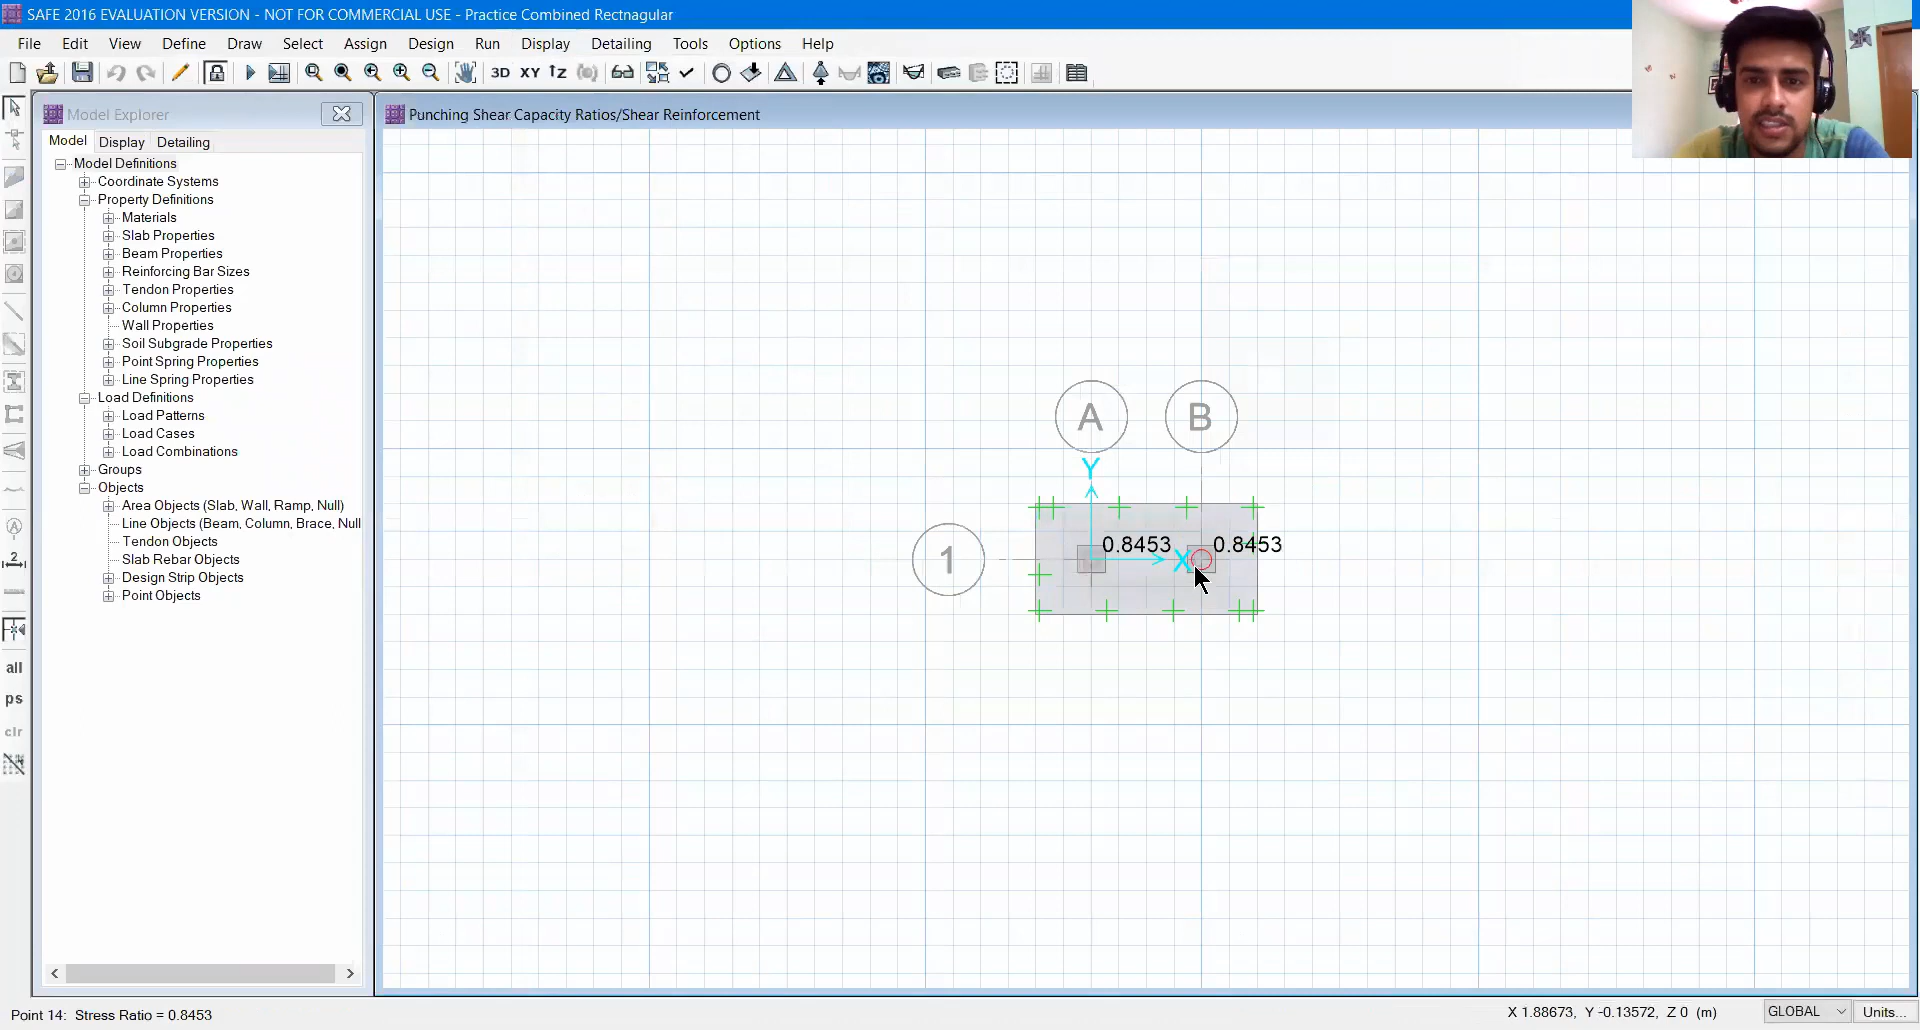 SAFE 2016 EVALUATION VERSION - NOT FOR COMMERCIAL USE - Practice Combined Rectnagular
File Edit View Define Draw Select Assign Design Run Display Detailing Tools Options Help
3D XY
Model Explorer
Punching Shear Capacity Ratios/Shear Reinforcement
Model Display Detailing
Model Definitions
Coordinate Systems
Property Definitions
Materials
Slab Properties
Beam Properties
Reinforcing Bar Sizes
Tendon Properties
Column Properties
Wall Properties
Soil Subgrade Properties
Point Spring Properties
Line Spring Properties
Load Definitions
Load Patterns
Load Cases
Load Combinations
Groups
Objects
Area Objects (Slab, Wall, Ramp, Null)
Line Objects (Beam, Column, Brace, Null
Tendon Objects
Slab Rebar Objects
Design Strip Objects
Point Objects
all
ps
clr
A B
Y
0.8453 0.8453
1 X
Point 14: Stress Ratio = 0.8453
X 1.88673, Y -0.13572, Z 0 (m)
GLOBAL
Units...